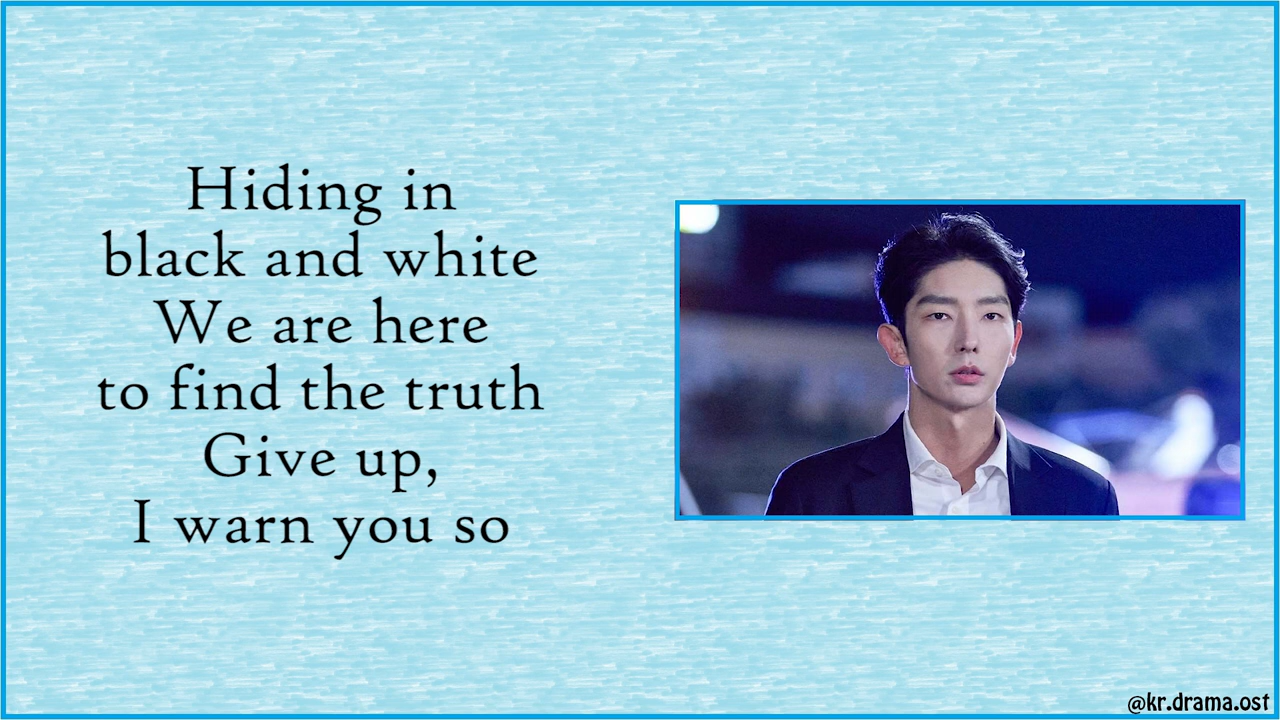 Hiding in
black and white
We are here
to find the truth
Give up,
I warn you so
@kr.drama.ost